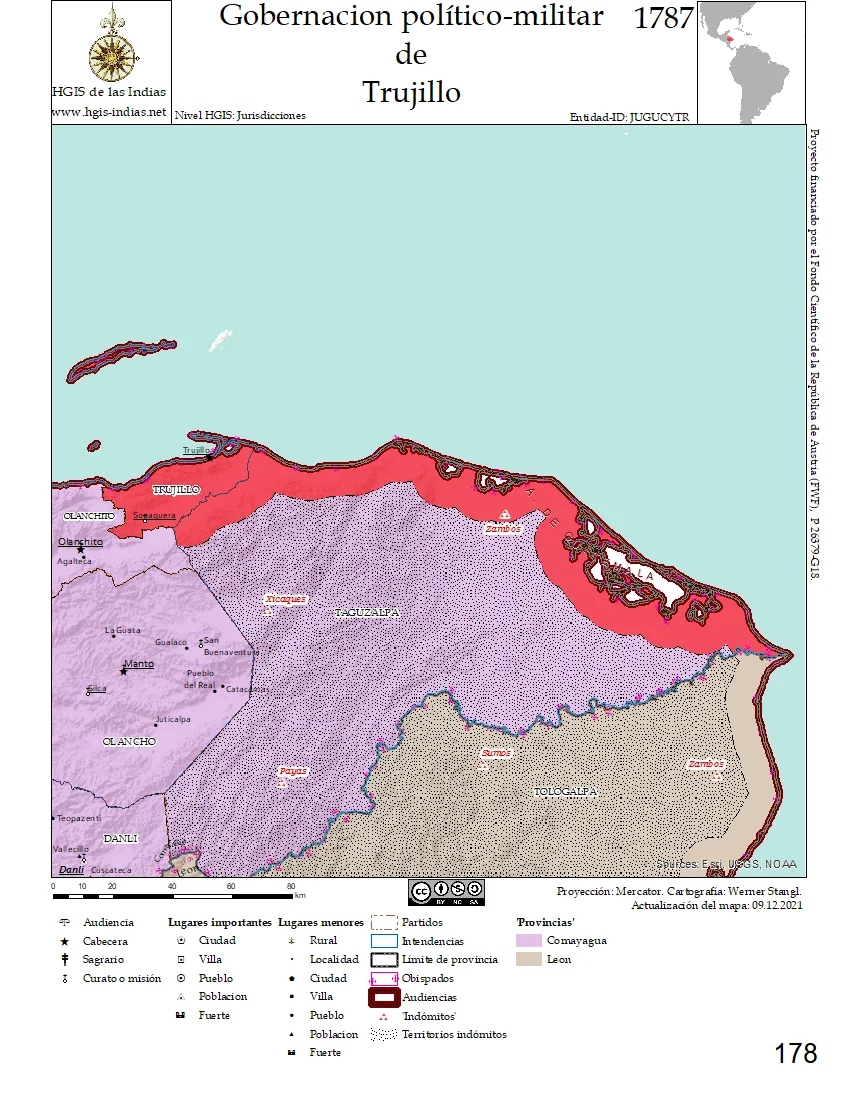 Gobernacion político-militar
de
Trujillo
1787
HGIS de las Indias
www.hgis-indias.net
Nivel HGIS: Jurisdicciones
Entidad-ID: JUGUCYTR
Proyecto financiado por el Fondo Científico de la República de Austria (FWF), P 26379-G18.
Trujillo
TRUJILLO
OLANCHITO
Sonaguera
Olanchito
Agalteca
Zambos
Xicaques
TAGUZALPA
La Guata
Gualaco
San
Buenaventura
Manto
Silca
Pueblo
del Real
Catacamas
Juticalpa
OLANCHO
Payas
Sumos
Zambos
TOLOGALPA
Teopazenti
DANLI
Vallecillo
Danli
Cuscateca
Sources: Esri, USGS, NOAA
0 10 20 40 60 80
km
CC BY NC SA
Proyección: Mercator. Cartografía: Werner Stangl.
Actualización del mapa: 09.12.2021
Audiencia
Cabecera
Sagrario
Curato o misión
Lugares importantes
Ciudad
Villa
Pueblo
Poblacion
Fuerte
Lugares menores
Rural
Localidad
Ciudad
Villa
Pueblo
Poblacion
Fuerte
Partidos
Intendencias
Límite de provincia
Obispados
Audiencias
'Indómitos'
Territorios indómitos
'Provincias'
Comayagua
Leon
178